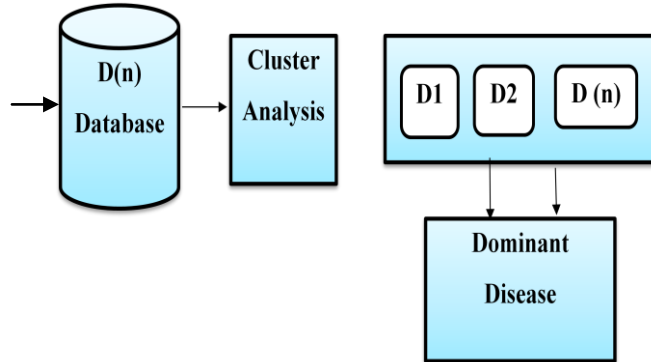 D(n)
Database
Cluster
Analysis
D1
D2
D (n)
Dominant
Disease